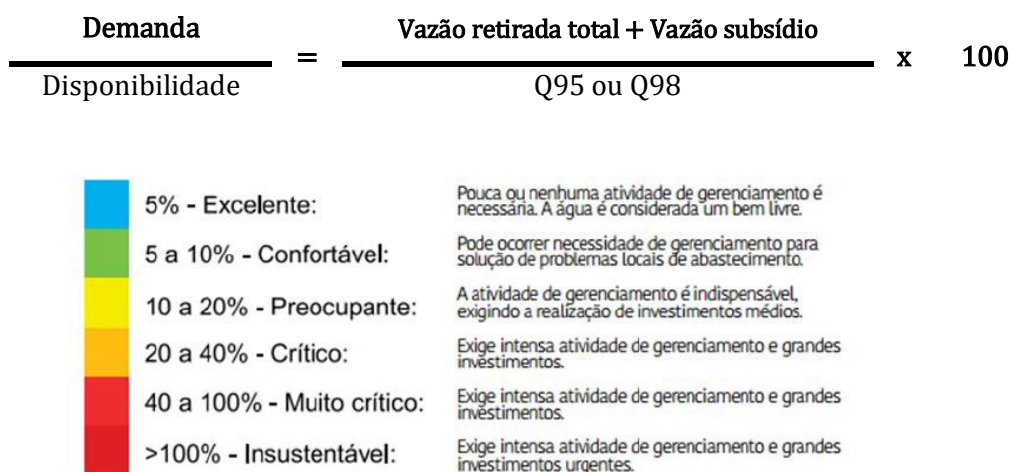 Demanda
Disponibilidade
=
Vazão retirada total + Vazão subsídio
Q95 ou Q98
x 100
5% - Excelente:
Pouca ou nenhuma atividade de gerenciamento é
necessária. A água é considerada um bem livre.
5 a 10% - Confortável:
Pode ocorrer necessidade de gerenciamento para
solução de problemas locais de abastecimento.
10 a 20% - Preocupante:
A atividade de gerenciamento é indispensável,
exigindo a realização de investimentos médios.
20 a 40% - Crítico:
Exige intensa atividade de gerenciamento e grandes
investimentos.
40 a 100% - Muito crítico:
Exige intensa atividade de gerenciamento e grandes
investimentos.
>100% - Insustentável:
Exige intensa atividade de gerenciamento e grandes
investimentos urgentes.